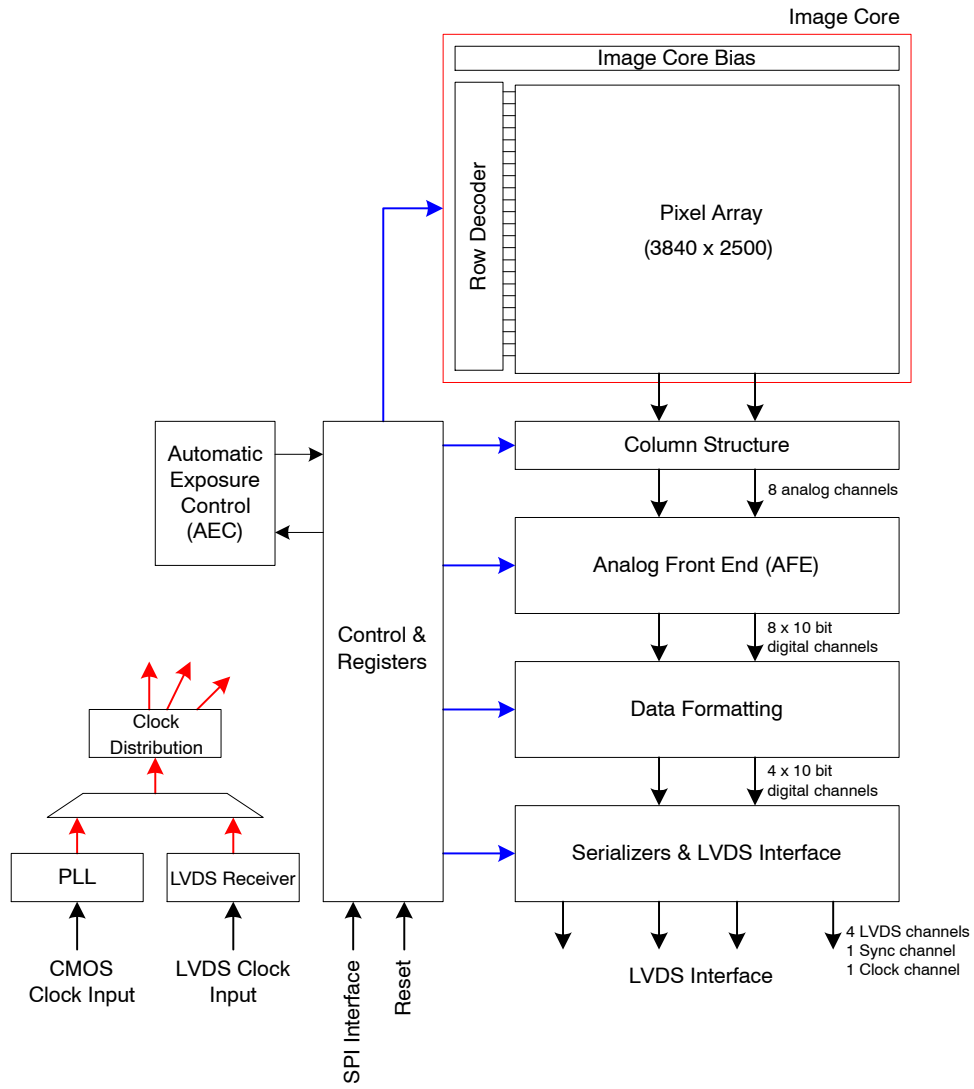 Image Core
Image Core Bias
Row Decoder
Pixel Array
(3840 x 2500)
Automatic
Exposure
Control
(AEC)
Column Structure
8 analog channels
Analog Front End (AFE)
Control &
Registers
8 x 10 bit
digital channels
Data Formatting
Clock
Distribution
4 x 10 bit
digital channels
Serializers & LVDS Interface
PLL
LVDS Receiver
CMOS
Clock Input
LVDS Clock
Input
SPI Interface
Reset
LVDS Interface
4 LVDS channels
1 Sync channel
1 Clock channel